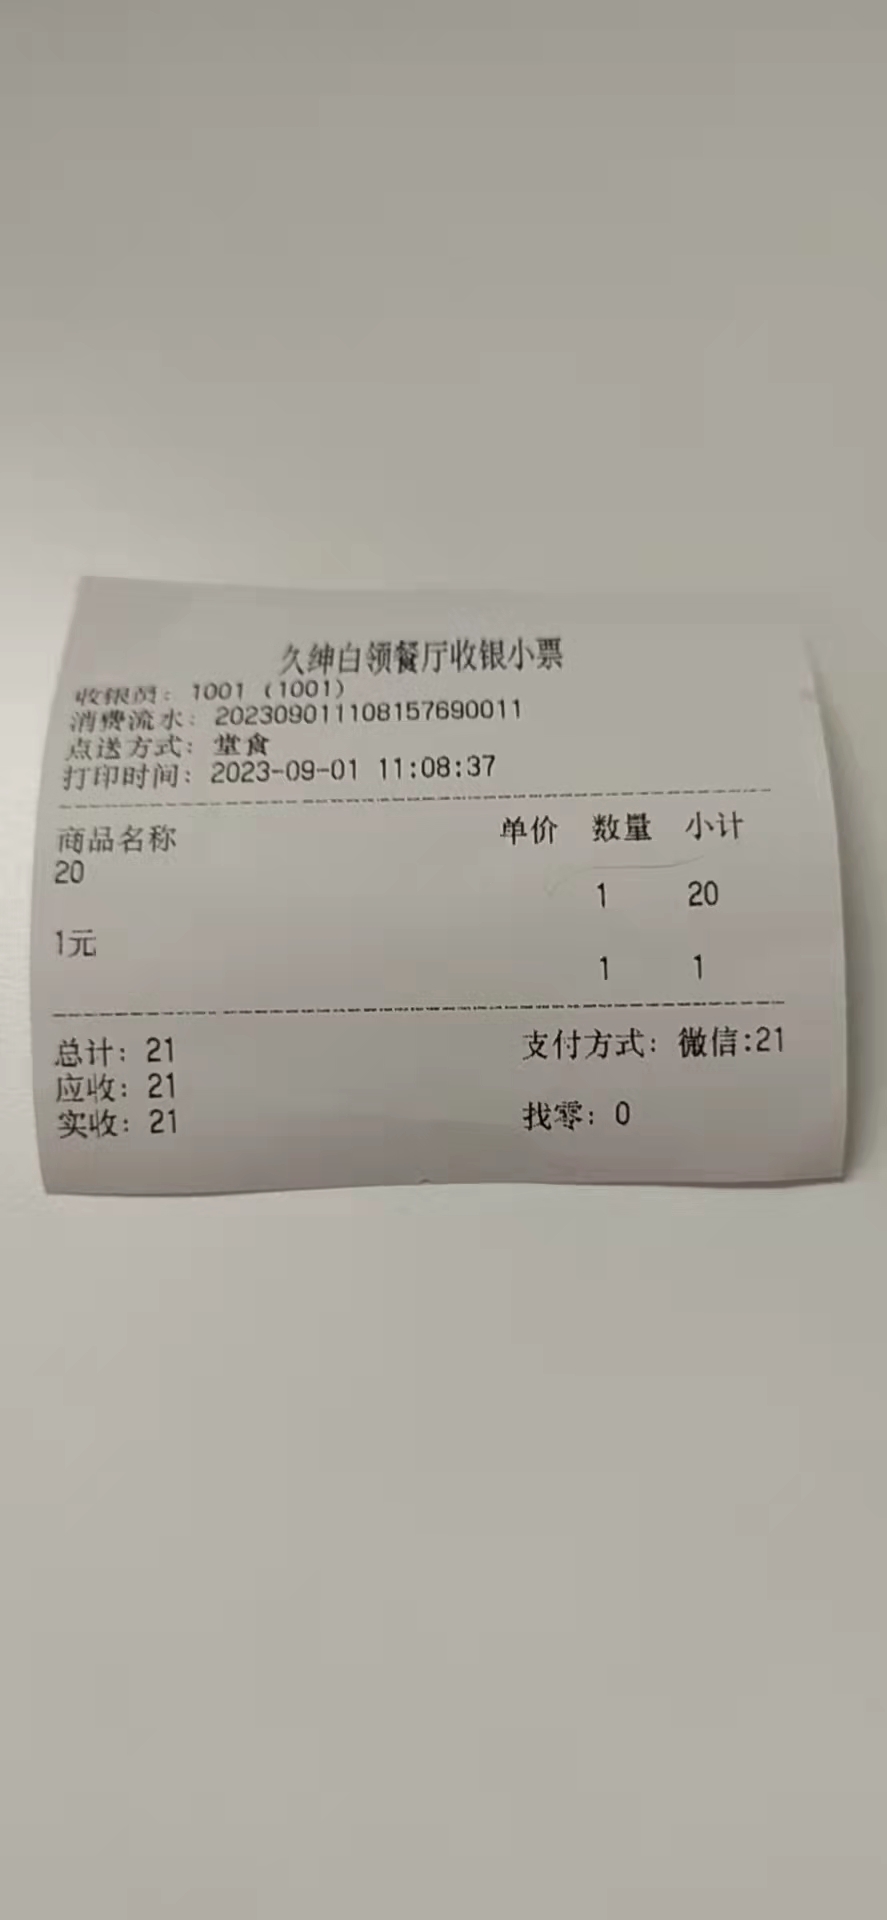 久绅白领餐厅收银小票
收银员：1001（1001）
消费流水：202309011108157690011
点送方式：堂食
打印时间：2023-09-01 11:08:37
商品名称 单价 数量 小计
20
1 20
1元
1 1
总计：21 支付方式：微信:21
应收：21
实收：21 找零：0